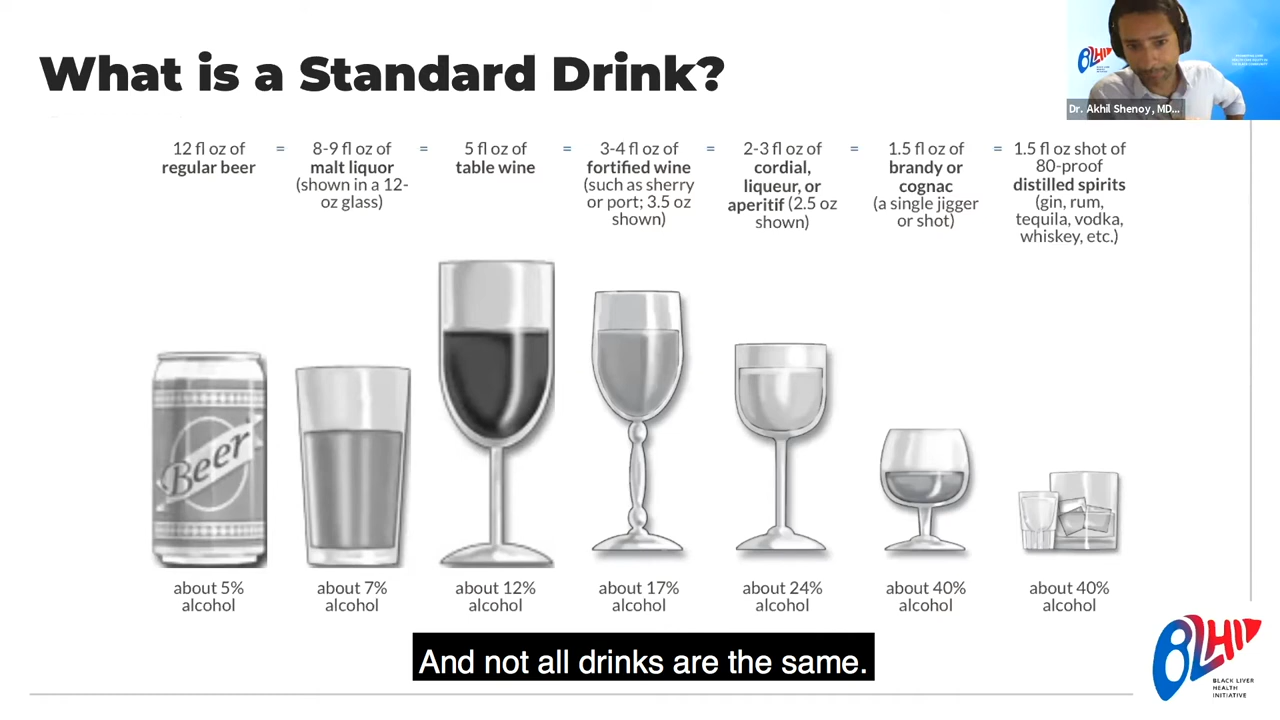 What is a Standard Drink?
Dr. Akhil Shenoy, MD...
12 fl oz of
regular beer
=
8-9 fl oz of
malt liquor
(shown in a 12-
oz glass)
=
5 fl oz of
table wine
=
3-4 fl oz of
fortified wine
(such as sherry
or port; 3.5 oz
shown)
=
2-3 fl oz of
cordial,
liqueur, or
aperitif (2.5 oz
shown)
=
1.5 fl oz of
brandy or
cognac
(a single jigger
or shot)
=
1.5 fl oz shot of
80-proof
distilled spirits
(gin, rum,
tequila, vodka,
whiskey, etc.)
Beer
about 5%
alcohol
about 7%
alcohol
about 12%
alcohol
about 17%
alcohol
about 24%
alcohol
about 40%
alcohol
about 40%
alcohol
And not all drinks are the same.
BLHI
BLACK LIVER
HEALTH
INITIATIVE